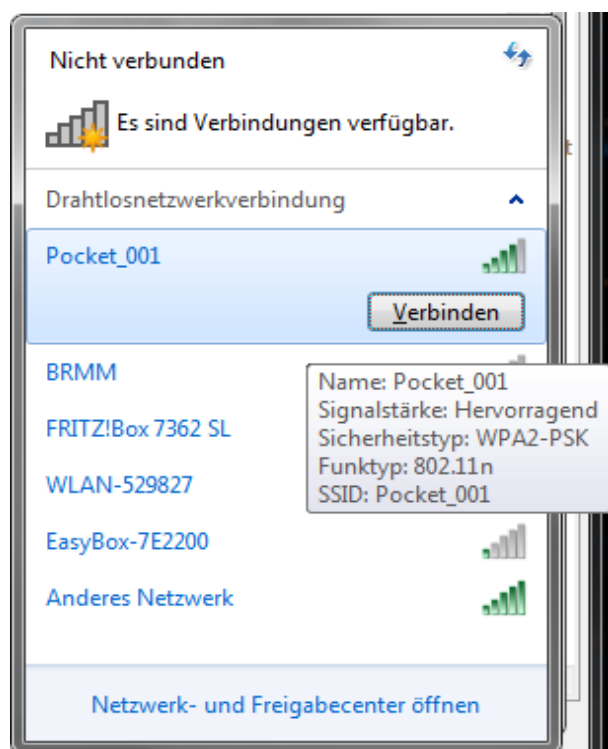 Nicht verbunden
Es sind Verbindungen verfügbar.
Drahtlosnetzwerkverbindung
Pocket_001
Verbinden
BRMM
Name: Pocket_001
Signalstärke: Hervorragend
Sicherheitstyp: WPA2-PSK
Funktyp: 802.11n
SSID: Pocket_001
FRITZ!Box 7362 SL
WLAN-529827
EasyBox-7E2200
Anderes Netzwerk
Netzwerk- und Freigabecenter öffnen